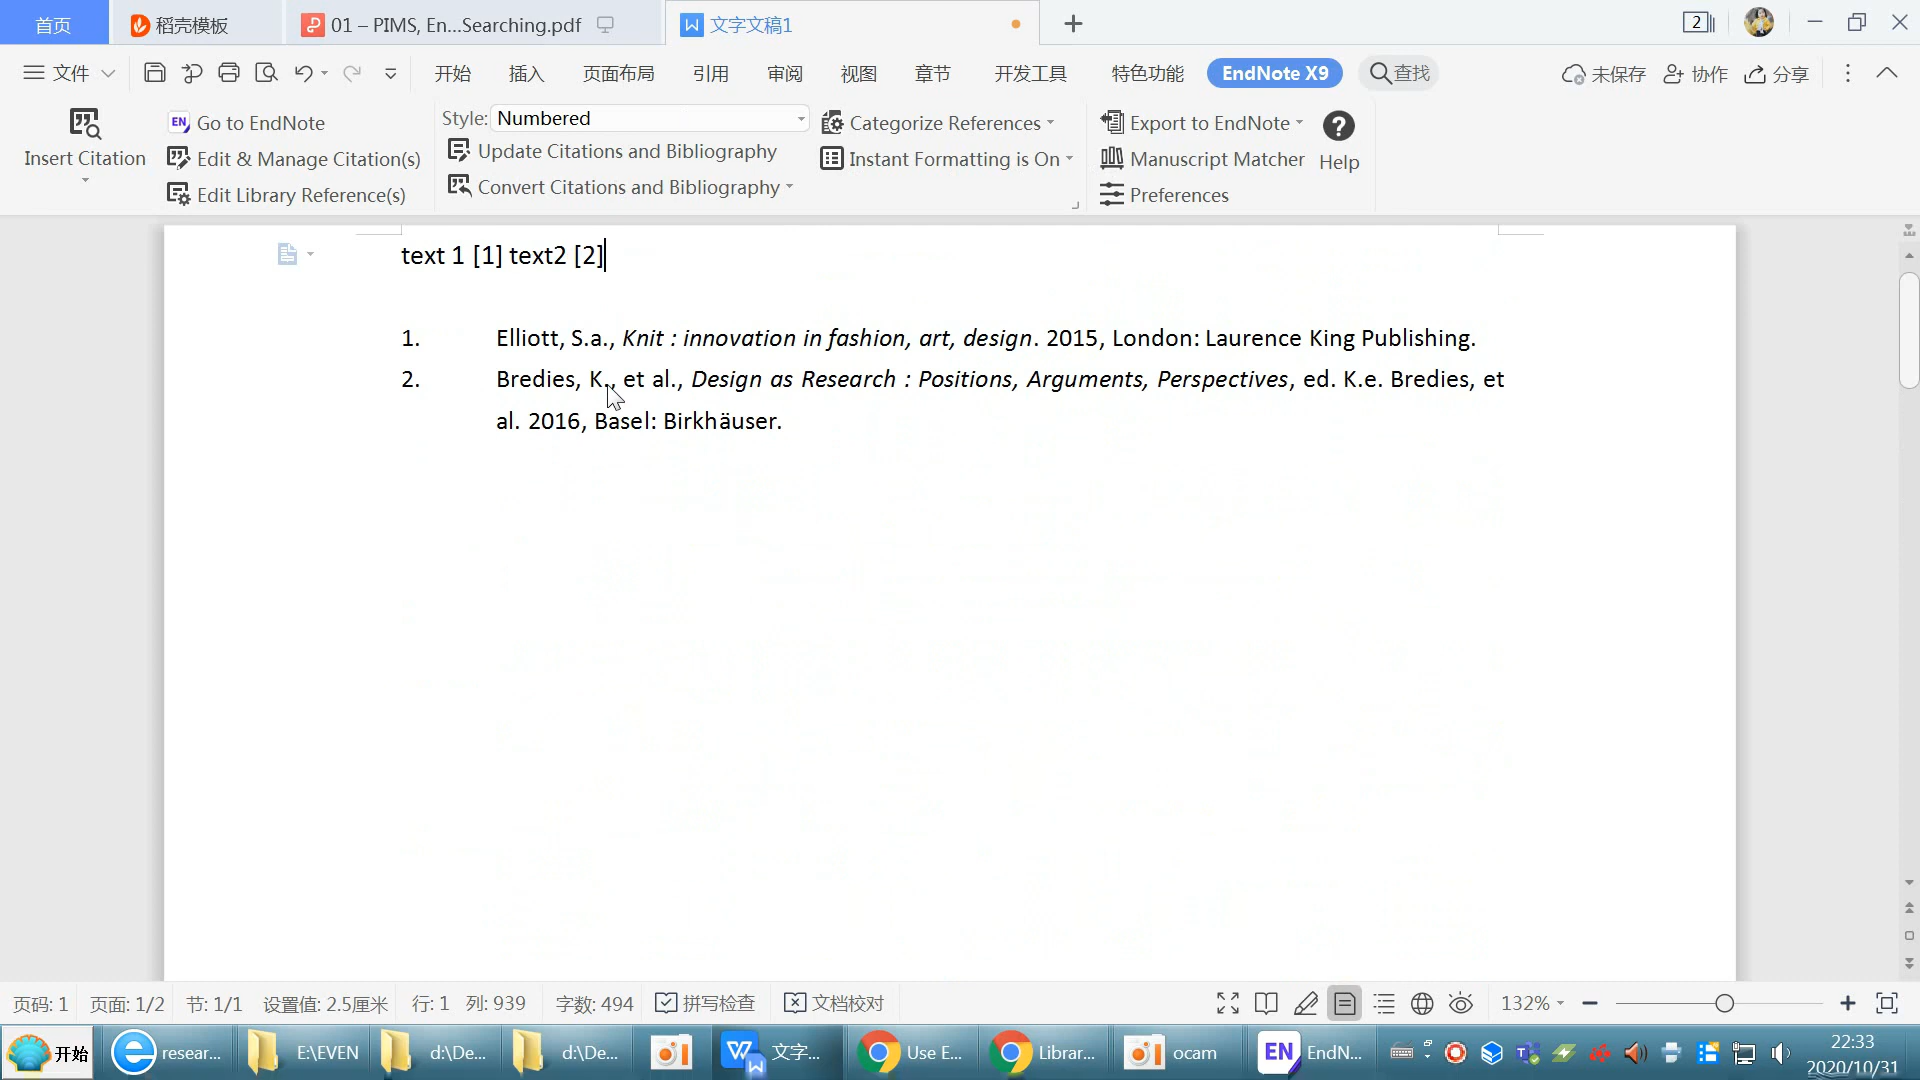 首页
稻壳模板
01 – PIMS, En...Searching.pdf
文字文稿1
2
文件
开始
插入
页面布局
引用
审阅
视图
章节
开发工具
特色功能
EndNote X9
查找
未保存
协作
分享
Insert Citation
EN Go to EndNote
Edit & Manage Citation(s)
Edit Library Reference(s)
Style: Numbered
Update Citations and Bibliography
Convert Citations and Bibliography
Categorize References
Instant Formatting is On
Export to EndNote
Manuscript Matcher
Preferences
Help
text 1 [1] text2 [2]
1. Elliott, S.a., Knit : innovation in fashion, art, design. 2015, London: Laurence King Publishing.
2. Bredies, K., et al., Design as Research : Positions, Arguments, Perspectives, ed. K.e. Bredies, et
al. 2016, Basel: Birkhäuser.
页码: 1 页面: 1/2 节: 1/1 设置值: 2.5厘米 行: 1 列: 939 字数: 494 拼写检查 文档校对 132%
开始 resear... E:\EVEN d:\De... d:\De... 文字... Use E... Librar... ocam EN EndN...
22:33
2020/10/31